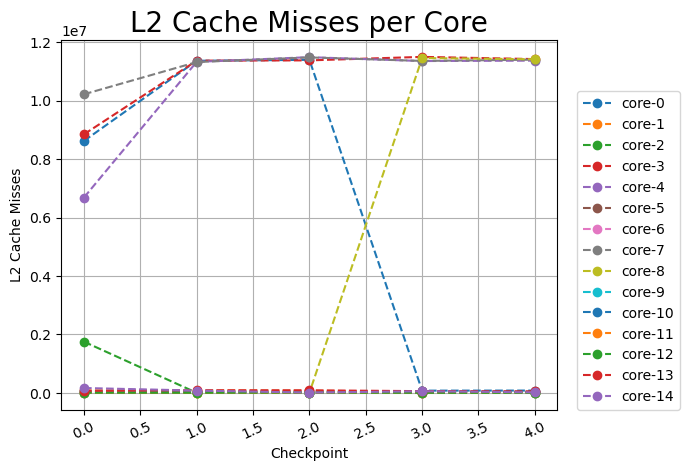 L2 Cache Misses per Core
1e7
1.2
1.0
0.8
0.6
0.4
0.2
0.0
L2 Cache Misses
0.0 0.5 1.0 1.5 2.0 2.5 3.0 3.5 4.0
Checkpoint
core-0
core-1
core-2
core-3
core-4
core-5
core-6
core-7
core-8
core-9
core-10
core-11
core-12
core-13
core-14